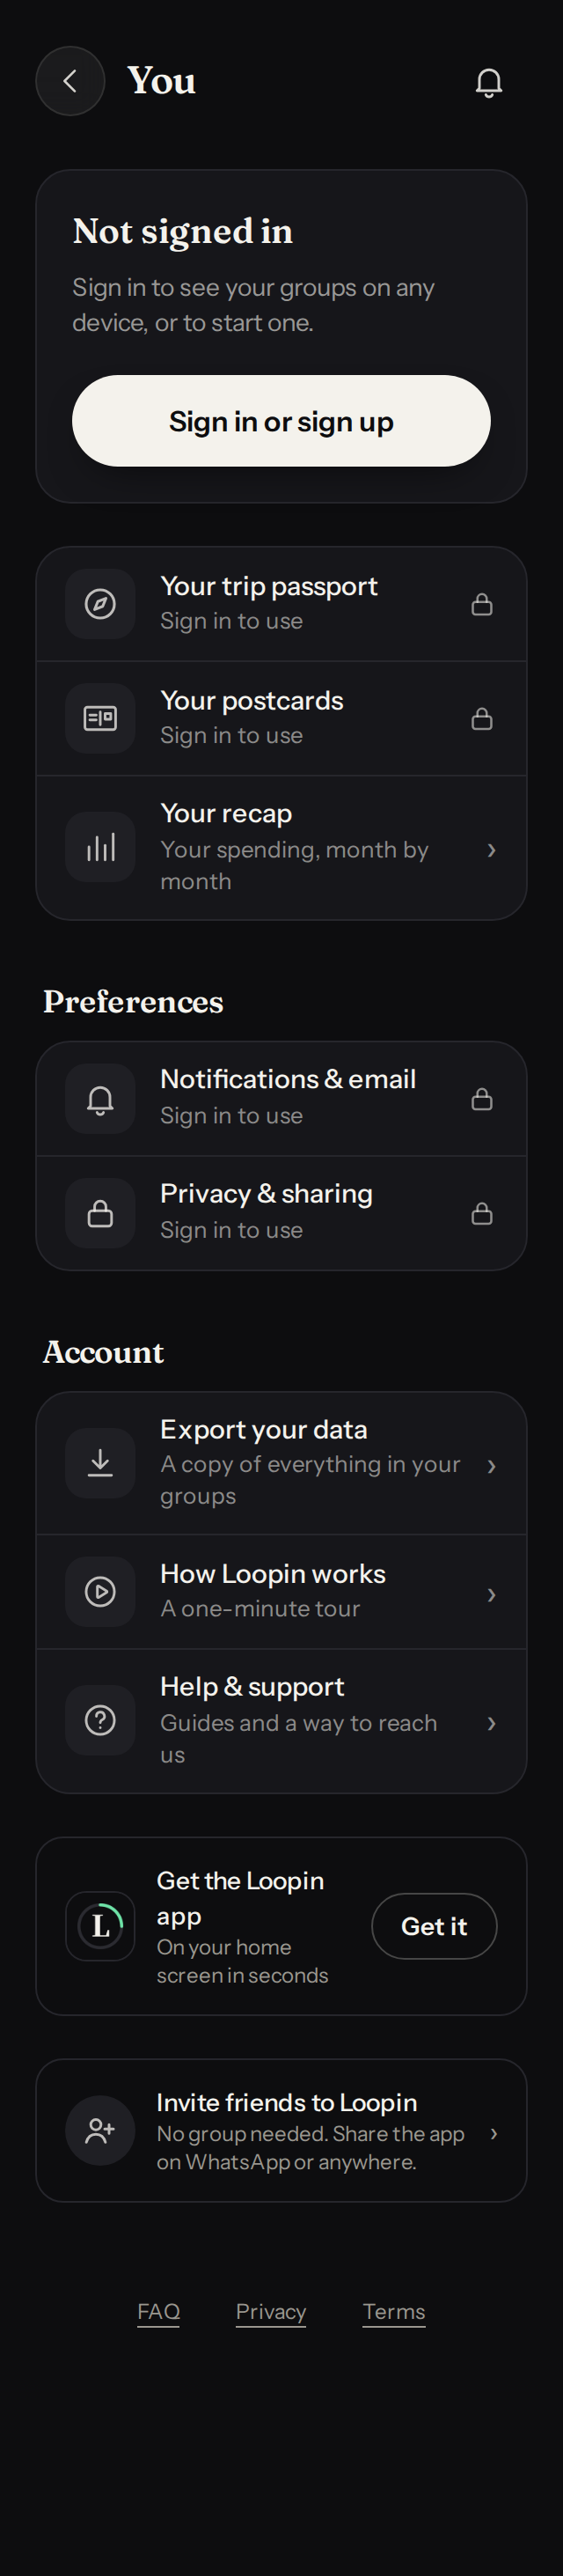 You
Not signed in
Sign in to see your groups on any
device, or to start one.
Sign in or sign up
Your trip passport
Sign in to use
Your postcards
Sign in to use
Your recap
Your spending, month by
month
Preferences
Notifications & email
Sign in to use
Privacy & sharing
Sign in to use
Account
Export your data
A copy of everything in your
groups
How Loopin works
A one-minute tour
Help & support
Guides and a way to reach
us
L
Get the Loopin
app
On your home
screen in seconds
Get it
Invite friends to Loopin
No group needed. Share the app
on WhatsApp or anywhere.
FAQ
Privacy
Terms